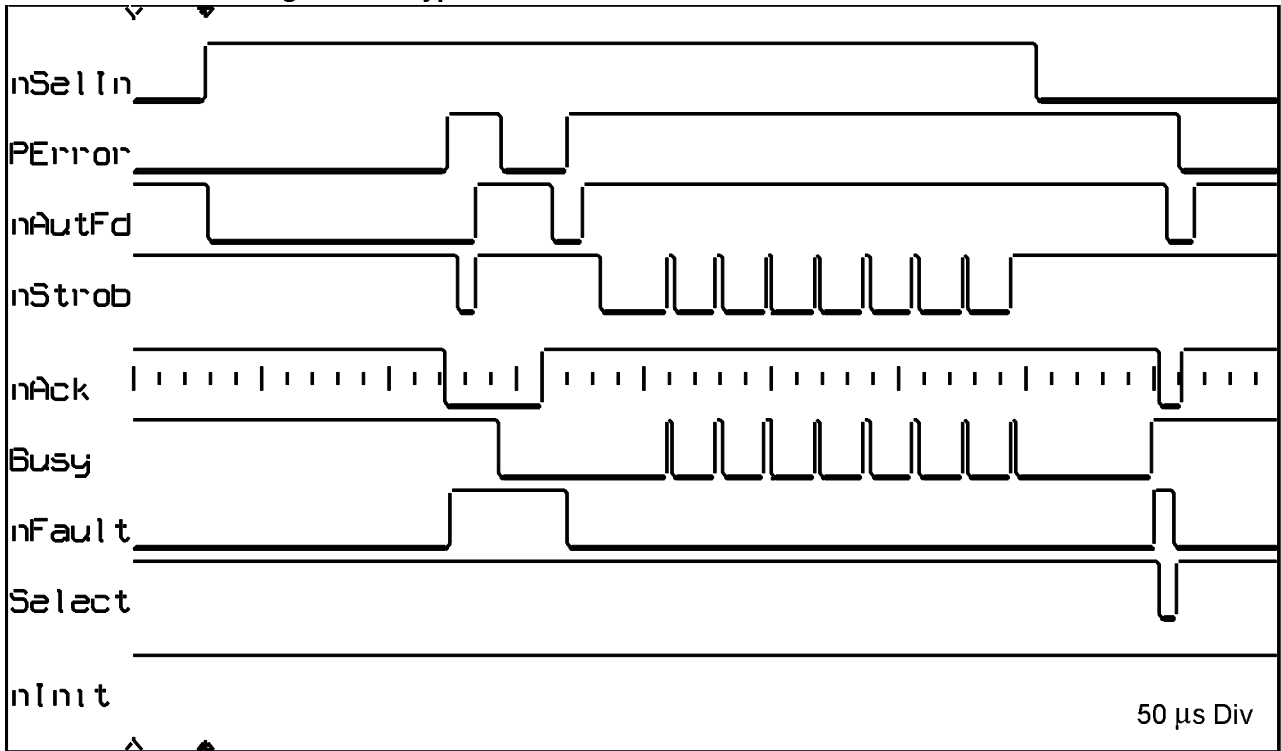 nSelIn
PError
nAutFd
nStrob
nAck
Busy
nFault
Select
nInit
50 µs Div